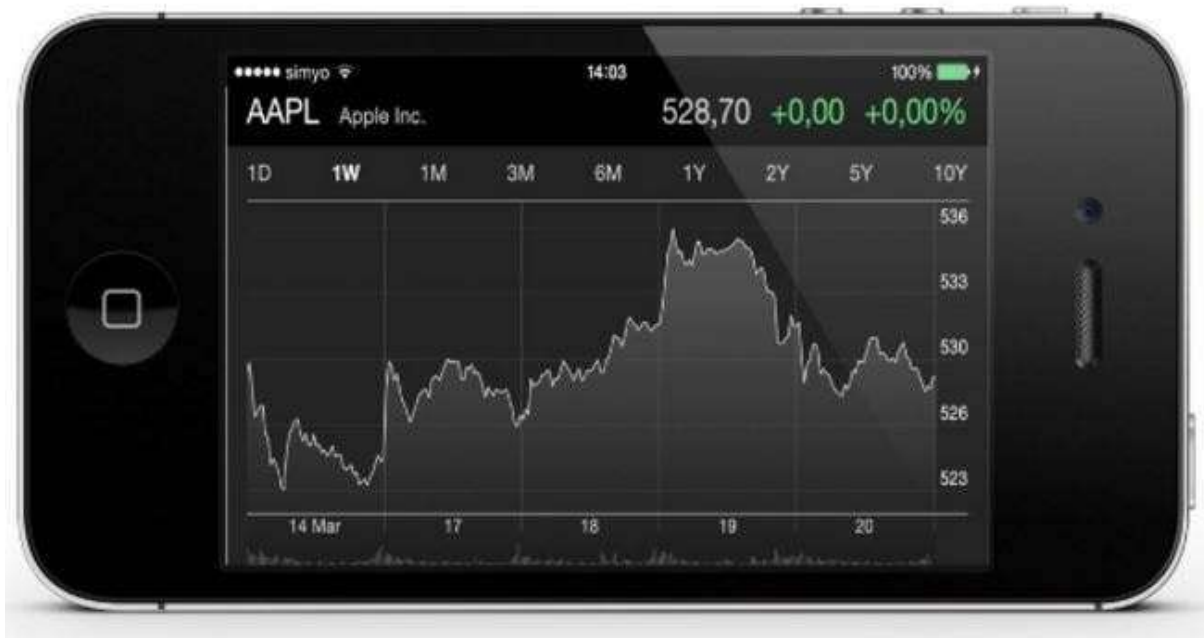 simyo 14:03 100%
AAPL Apple Inc. 528,70 +0,00 +0,00%
1D 1W 1M 3M 6M 1Y 2Y 5Y 10Y
536
533
530
526
523
14 Mar 17 18 19 20